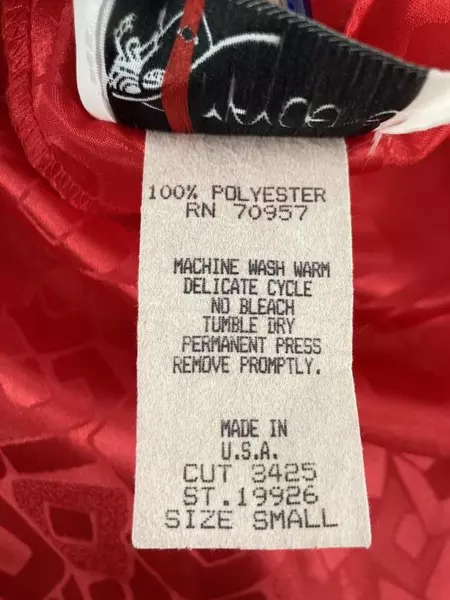 100% POLYESTER
RN 70957
MACHINE WASH WARM
DELICATE CYCLE
NO BLEACH
TUMBLE DRY
PERMANENT PRESS
REMOVE PROMPTLY.
MADE IN
U.S.A.
CUT 3425
ST.19926
SIZE SMALL